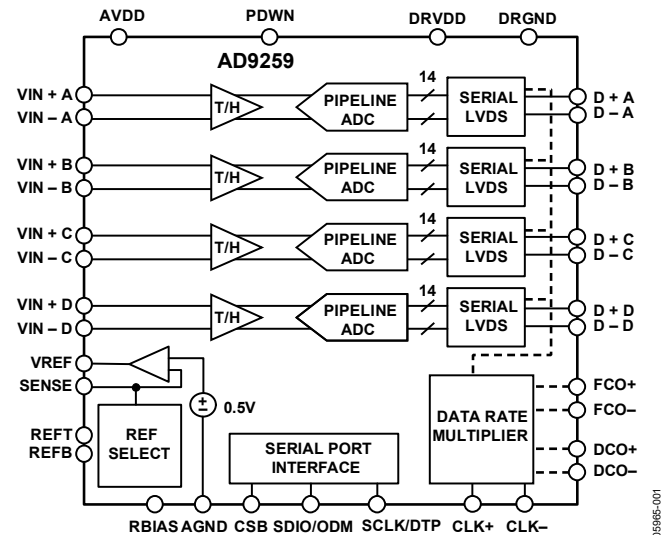 AVDD PDWN DRVDD DRGND
AD9259
VIN + A
VIN – A
T/H
PIPELINE
ADC
14
SERIAL
LVDS
D + A
D – A
VIN + B
VIN – B
T/H
PIPELINE
ADC
14
SERIAL
LVDS
D + B
D – B
VIN + C
VIN – C
T/H
PIPELINE
ADC
14
SERIAL
LVDS
D + C
D – C
VIN + D
VIN – D
T/H
PIPELINE
ADC
14
SERIAL
LVDS
D + D
D – D
VREF
SENSE
+
–
0.5V
REFT
REFB
REF
SELECT
SERIAL PORT
INTERFACE
DATA RATE
MULTIPLIER
FCO+
FCO–
DCO+
DCO–
RBIAS AGND CSB SDIO/ODM SCLK/DTP CLK+ CLK–
05965-001